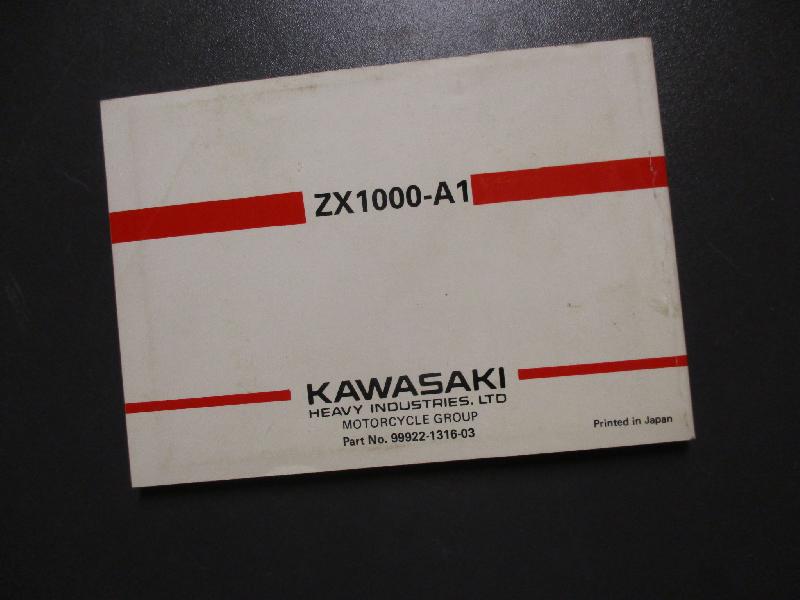 ZX1000-A1
KAWASAKI
HEAVY INDUSTRIES, LTD
MOTORCYCLE GROUP
Part No. 99922-1316-03
Printed in Japan